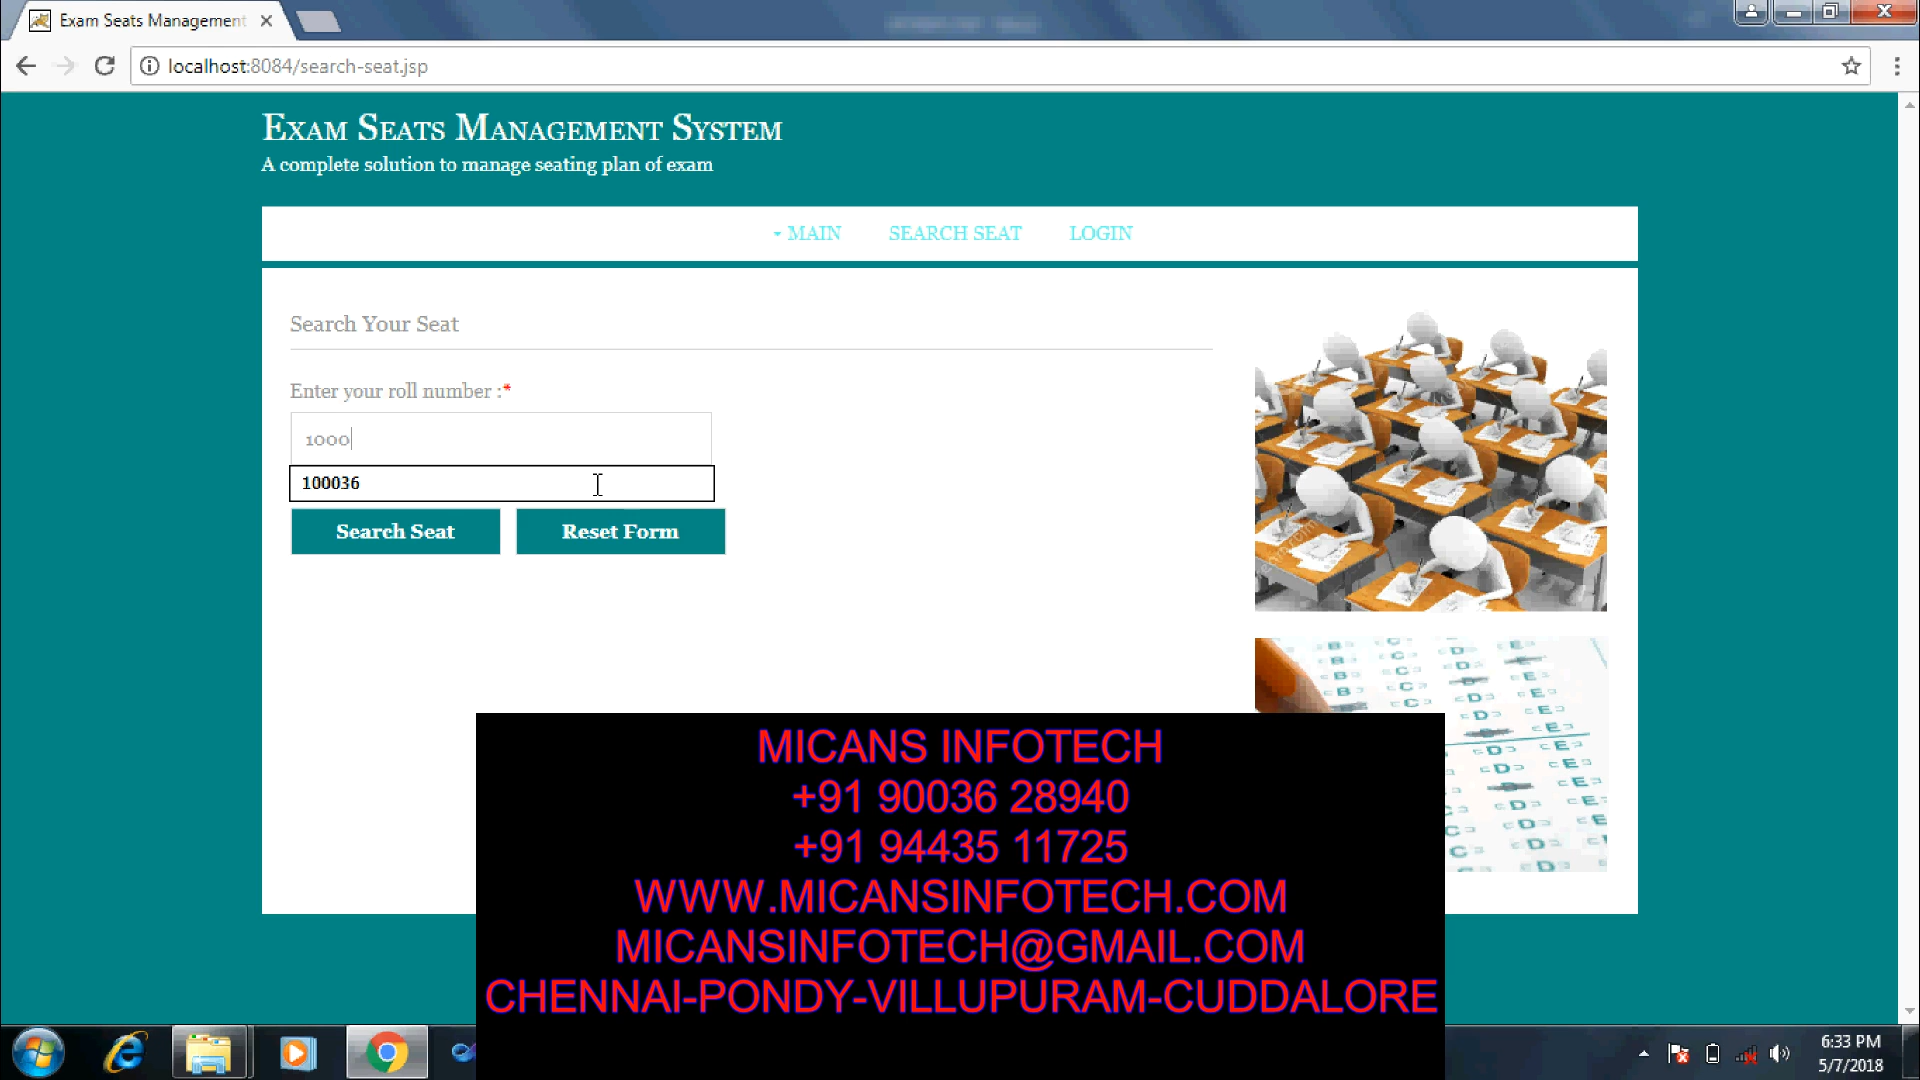 Exam Seats Management
localhost:8084/search-seat.jsp
EXAM SEATS MANAGEMENT SYSTEM
A complete solution to manage seating plan of exam
MAIN SEARCH SEAT LOGIN
Search Your Seat
Enter your roll number :*
1000
100036
Search Seat Reset Form
MICANS INFOTECH
+91 90036 28940
+91 94435 11725
WWW.MICANSINFOTECH.COM
MICANSINFOTECH@GMAIL.COM
CHENNAI-PONDY-VILLUPURAM-CUDDALORE
6:33 PM
5/7/2018